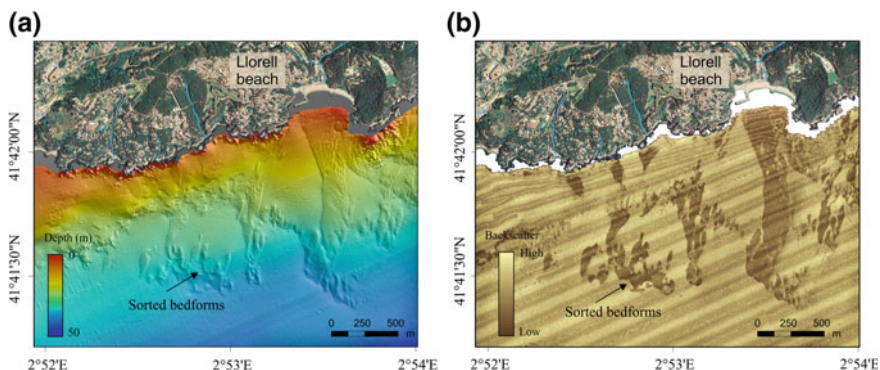 (a)
Llorell
beach
41°42'00"N
41°41'30"N
Depth (m)
0
50
Sorted bedforms
0 250 500
m
2°52'E
2°53'E
2°54'E
(b)
Llorell
beach
41°42'00"N
41°41'30"N
Backscatter
High
Low
Sorted bedforms
0 250 500
m
2°52'E
2°53'E
2°54'E